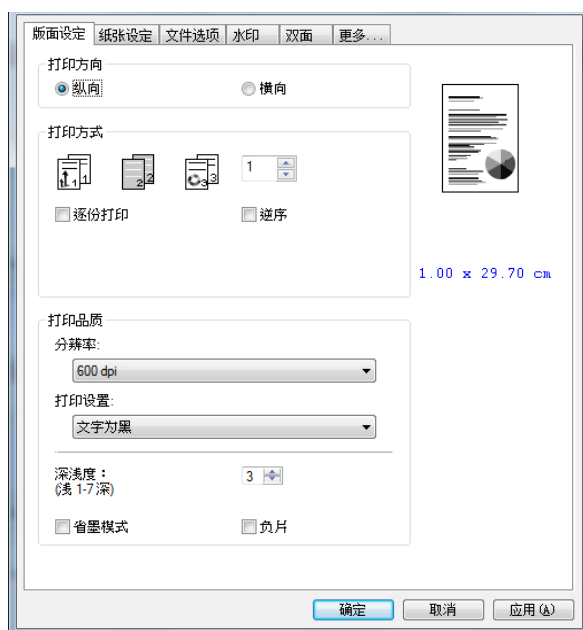 版面设定 纸张设定 文件选项 水印 双面 更多...
打印方向
纵向 横向
打印方式
1 1 2 2 3 3 1
逐份打印 逆序
1.00 x 29.70 cm
打印品质
分辨率:
600 dpi
打印设置:
文字为黑
深浅度： 3
(浅 1-7 深)
省墨模式 负片
确定 取消 应用(A)